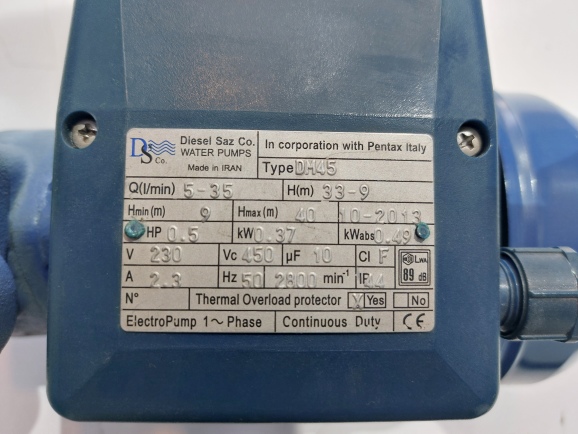 DS Co. Diesel Saz Co. In corporation with Pentax Italy
WATER PUMPS
Made in IRAN Type DM45
Q(l/min) 5-35 H(m) 33-9
Hmin(m) 9 Hmax(m) 40 10-2013
HP 0.5 kW 0.37 kWabs 0.49
V 230 Vc 450 µF 10 Cl F LWA
A 2.3 Hz 50 2800 min-1 IP 44 89 dB
N° Thermal Overload protector Y Yes No
ElectroPump 1~ Phase Continuous Duty CE